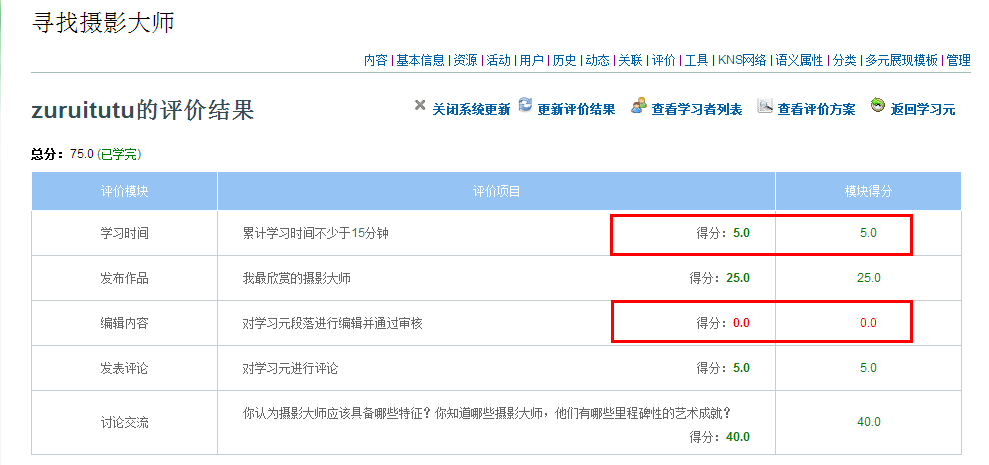 寻找摄影大师
内容 | 基本信息 | 资源 | 活动 | 用户 | 历史 | 动态 | 关联 | 评价 | 工具 | KNS网络 | 语义属性 | 分类 | 多元展现模板 | 管理
zuruitutu的评价结果 关闭系统更新 更新评价结果 查看学习者列表 查看评价方案 返回学习元
总分：75.0 (已学完)
评价模块 评价项目 模块得分
学习时间 累计学习时间不少于15分钟 得分：5.0 5.0
发布作品 我最欣赏的摄影大师 得分：25.0 25.0
编辑内容 对学习元段落进行编辑并通过审核 得分：0.0 0.0
发表评论 对学习元进行评论 得分：5.0 5.0
讨论交流 你认为摄影大师应该具备哪些特征？你知道哪些摄影大师，他们有哪些里程碑性的艺术成就？ 40.0
得分：40.0